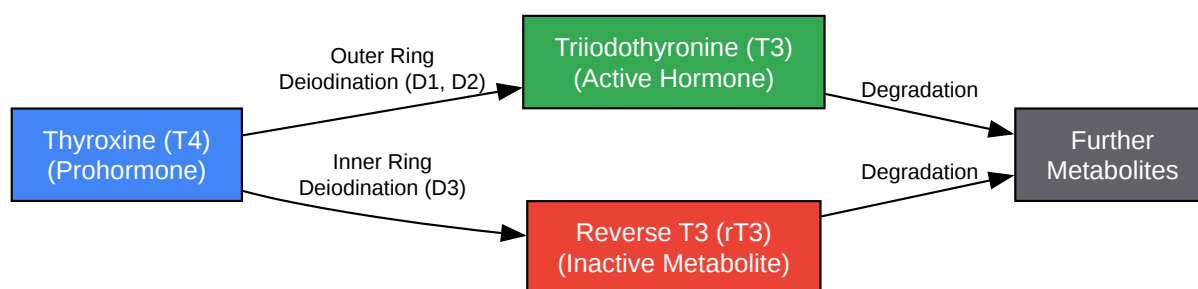 Thyroxine (T4)
(Prohormone)
Outer Ring
Deiodination (D1, D2)
Inner Ring
Deiodination (D3)
Triiodothyronine (T3)
(Active Hormone)
Reverse T3 (rT3)
(Inactive Metabolite)
Degradation
Degradation
Further
Metabolites